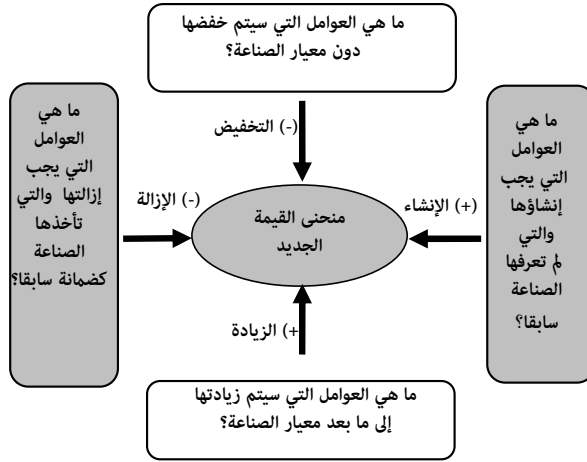 ما هي العوامل التي سيتم خفضها
دون معيار الصناعة؟
(-) التخفيض
ما هي
العوامل
التي يجب
إنشاؤها
والتي
لم تعرفها
الصناعة
سابقا؟
(+) الإنشاء
منحنى القيمة
الجديد
(-) الإزالة
ما هي
العوامل
التي يجب
إزالتها والتي
تأخذها
الصناعة
كضمانة سابقا؟
+) الزيادة
ما هي العوامل التي سيتم زيادتها
إلى ما بعد معيار الصناعة؟